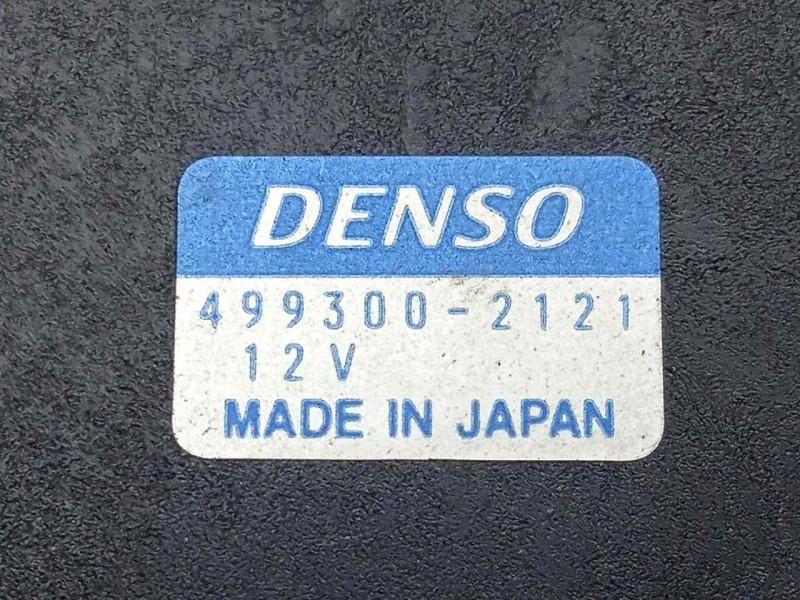 DENSO
499300-2121
12V
MADE IN JAPAN